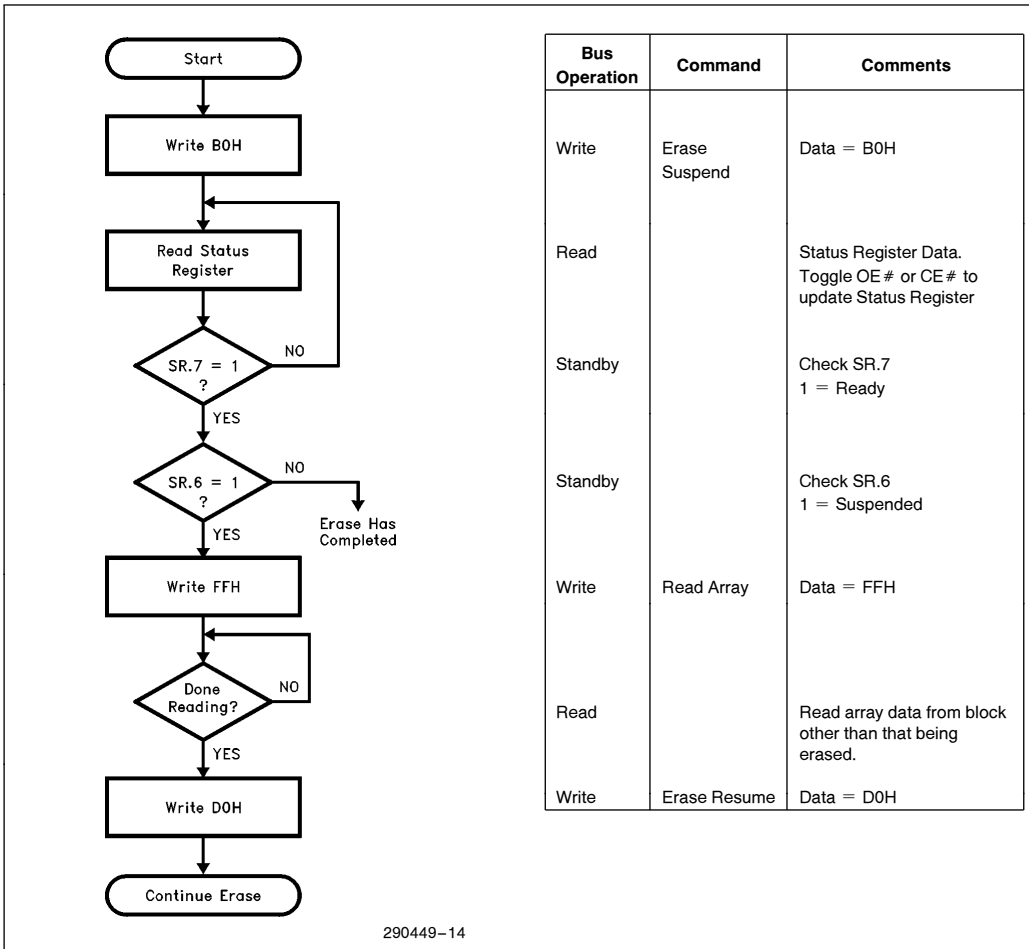 Start
Write B0H
Read Status
Register
SR.7 = 1
?
NO
YES
SR.6 = 1
?
NO
Erase Has
Completed
YES
Write FFH
Done
Reading?
NO
YES
Write D0H
Continue Erase
Bus
Operation
Command
Comments
Write
Erase
Suspend
Data = B0H
Read
Status Register Data.
Toggle OE# or CE# to
update Status Register
Standby
Check SR.7
1 = Ready
Standby
Check SR.6
1 = Suspended
Write
Read Array
Data = FFH
Read
Read array data from block
other than that being
erased.
Write
Erase Resume
Data = D0H
290449–14